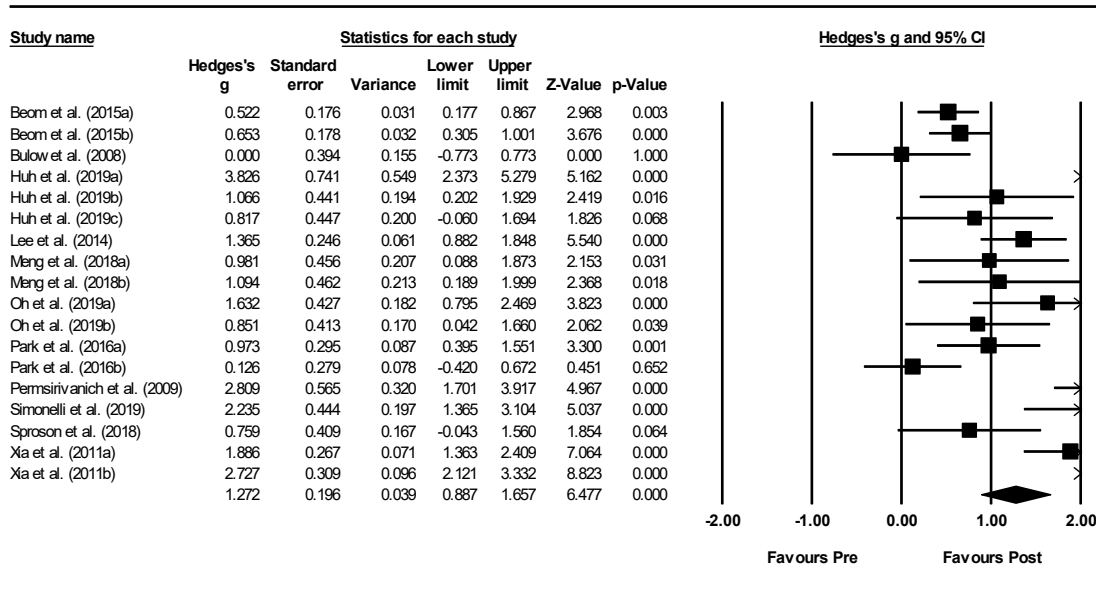 Study name Statistics for each study Hedges's g and 95% CI
Hedges's Standard Lower Upper
g error Variance limit limit Z-Value p-Value
Beom et al. (2015a) 0.522 0.176 0.031 0.177 0.867 2.968 0.003
Beom et al. (2015b) 0.653 0.178 0.032 0.305 1.001 3.676 0.000
Bulow et al. (2008) 0.000 0.394 0.155 -0.773 0.773 0.000 1.000
Huh et al. (2019a) 3.826 0.741 0.549 2.373 5.279 5.162 0.000
Huh et al. (2019b) 1.066 0.441 0.194 0.202 1.929 2.419 0.016
Huh et al. (2019c) 0.817 0.447 0.200 -0.060 1.694 1.826 0.068
Lee et al. (2014) 1.365 0.246 0.061 0.882 1.848 5.540 0.000
Meng et al. (2018a) 0.981 0.456 0.207 0.088 1.873 2.153 0.031
Meng et al. (2018b) 1.094 0.462 0.213 0.189 1.999 2.368 0.018
Oh et al. (2019a) 1.632 0.427 0.182 0.795 2.469 3.823 0.000
Oh et al. (2019b) 0.851 0.413 0.170 0.042 1.660 2.062 0.039
Park et al. (2016a) 0.973 0.295 0.087 0.395 1.551 3.300 0.001
Park et al. (2016b) 0.126 0.279 0.078 -0.420 0.672 0.451 0.652
Permsirivanich et al. (2009) 2.809 0.565 0.320 1.701 3.917 4.967 0.000
Simonelli et al. (2019) 2.235 0.444 0.197 1.365 3.104 5.037 0.000
Sproson et al. (2018) 0.759 0.409 0.167 -0.043 1.560 1.854 0.064
Xia et al. (2011a) 1.886 0.267 0.071 1.363 2.409 7.064 0.000
Xia et al. (2011b) 2.727 0.309 0.096 2.121 3.332 8.823 0.000
1.272 0.196 0.039 0.887 1.657 6.477 0.000
-2.00 -1.00 0.00 1.00 2.00
Favours Pre Favours Post